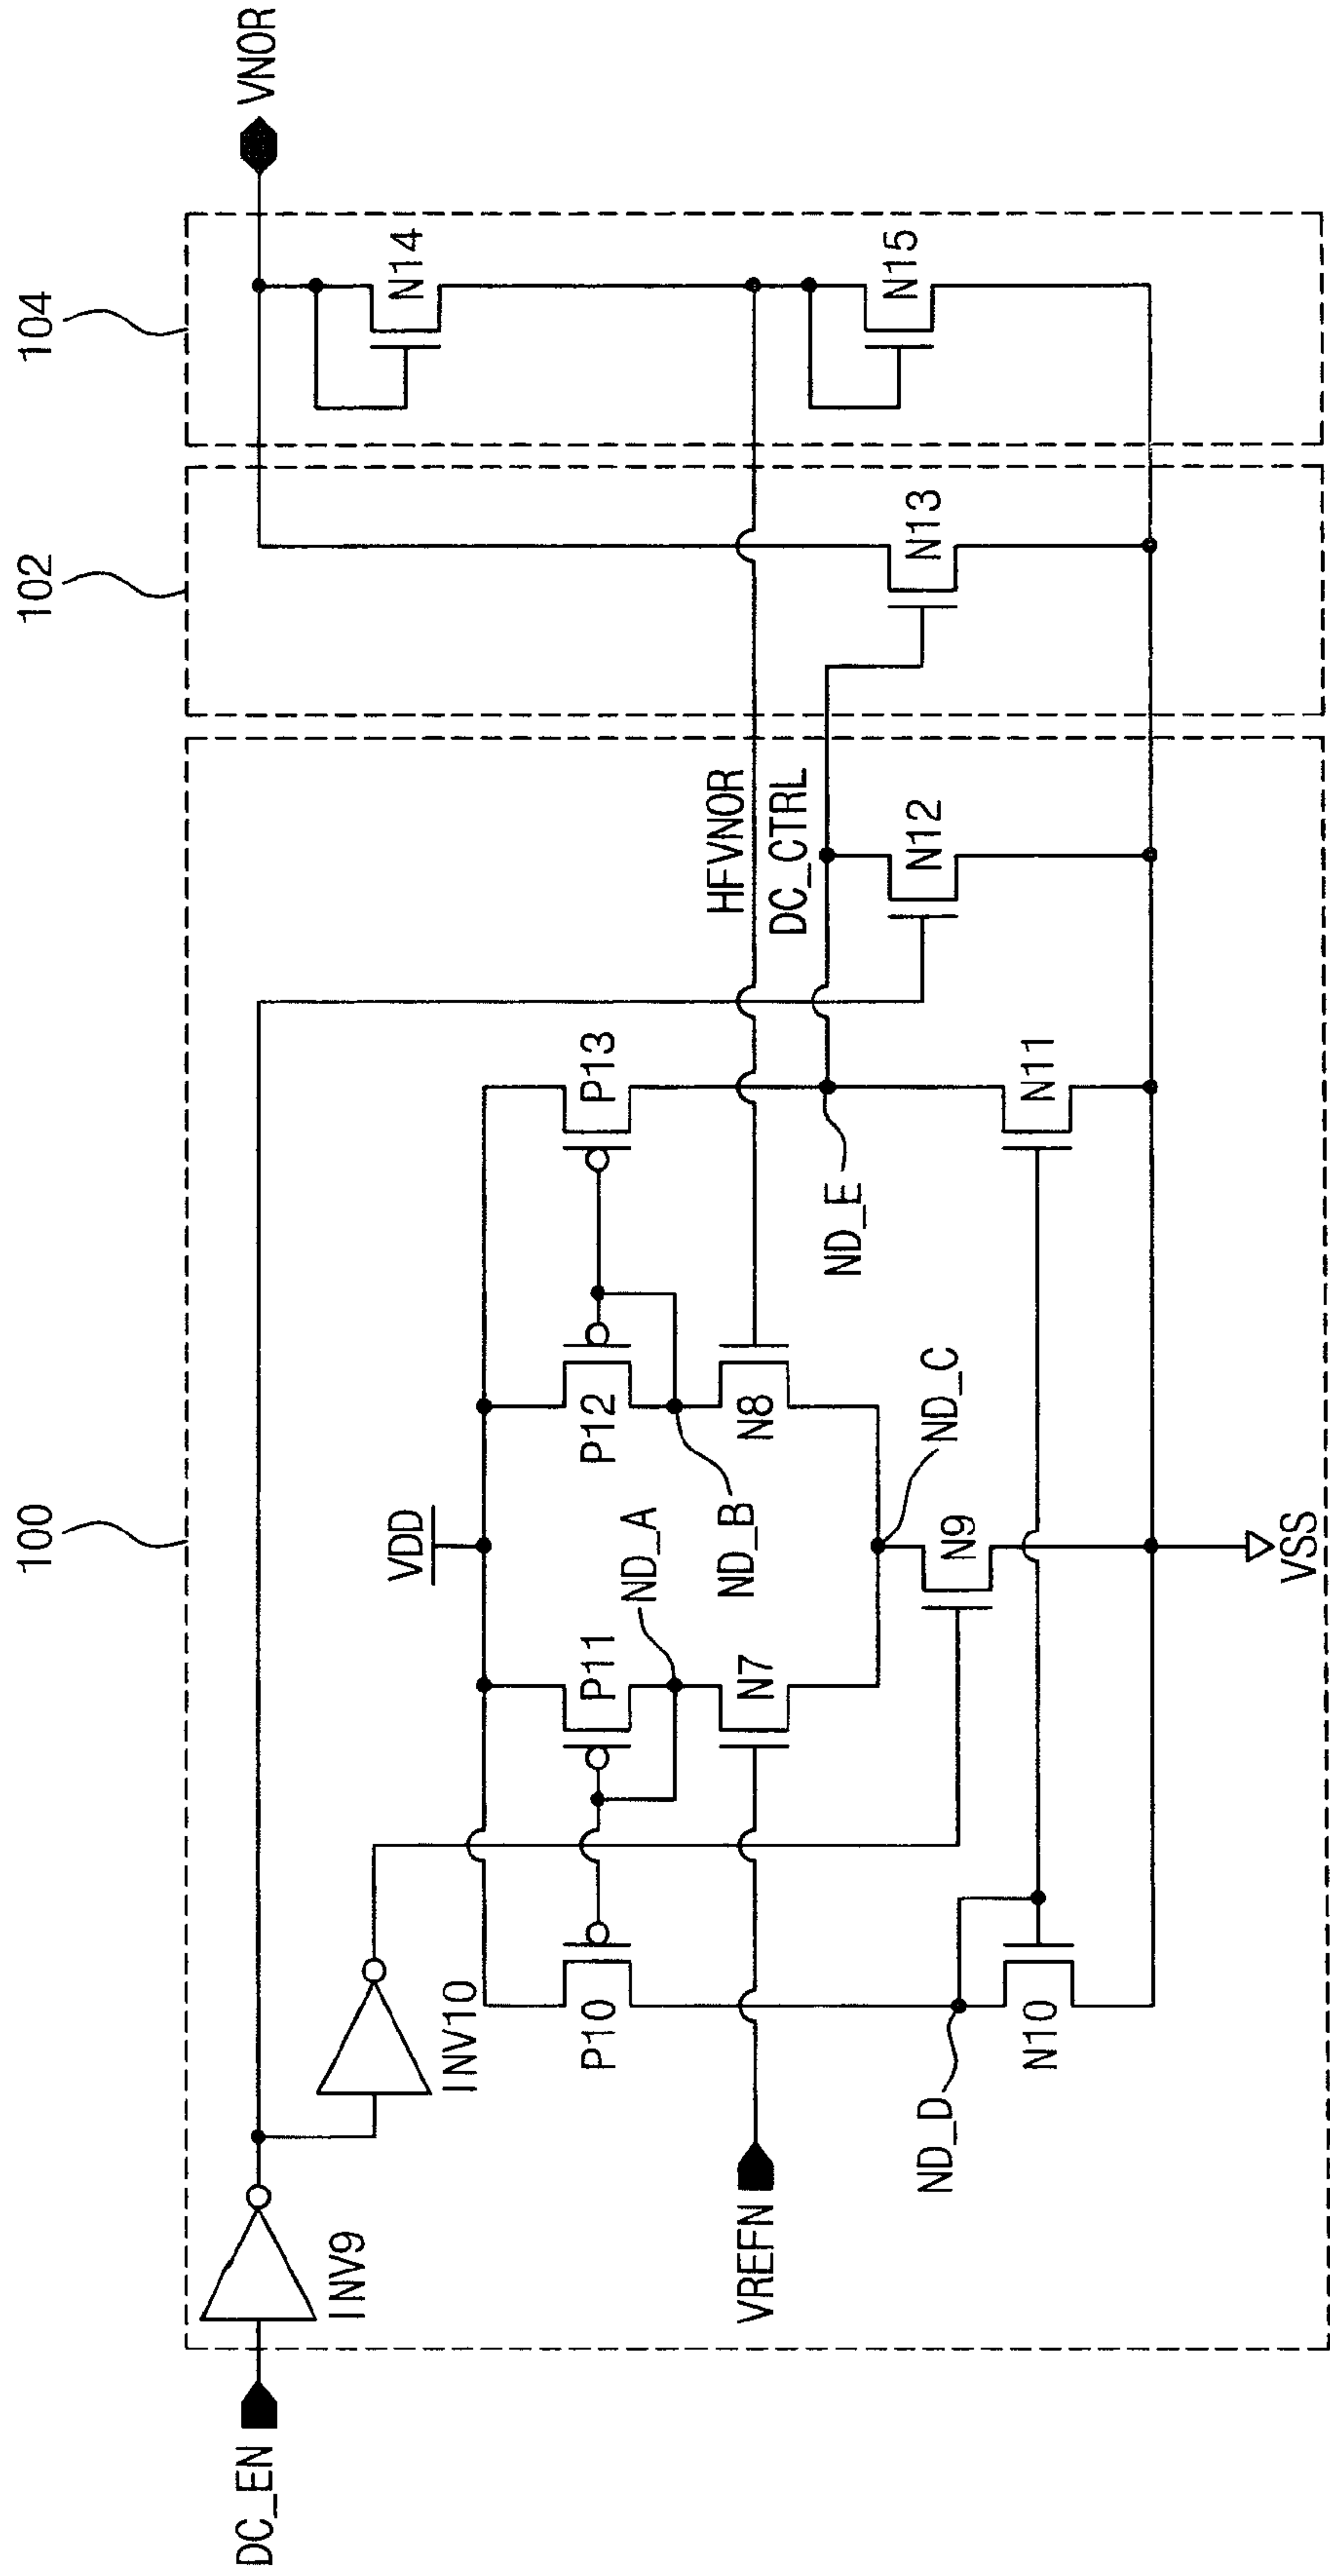 100
102
104
DC_EN
INV9
INV10
VNOR
VDD
P10
P11
P12
P13
N14
ND_A
ND_B
HFVNOR
VREFN
N7
N8
DC_CTRL
ND_E
N12
N13
N15
ND_D
ND_C
N9
N10
N11
VSS